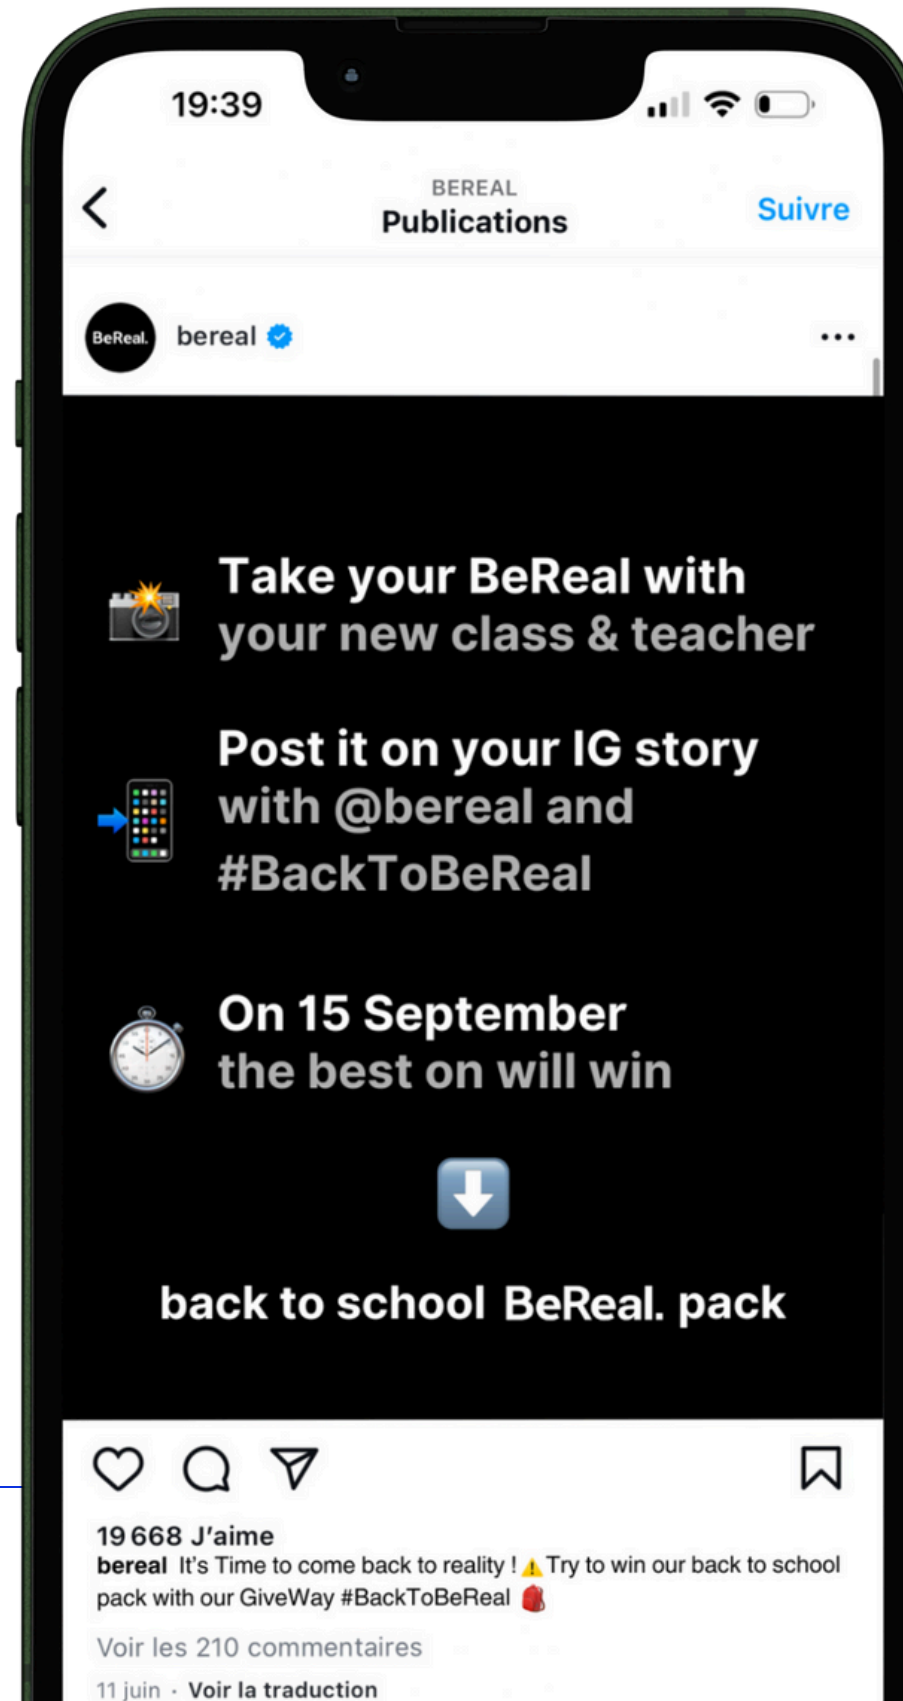 19:39
BEREAL
Publications
Suivre
BeReal.
bereal
Take your BeReal with
your new class & teacher
Post it on your IG story
with @bereal and
#BackToBeReal
On 15 September
the best on will win
back to school BeReal. pack
19 668 J'aime
bereal It's Time to come back to reality ! ⚠️ Try to win our back to school
pack with our GiveWay #BackToBeReal 🎒
Voir les 210 commentaires
11 juin · Voir la traduction